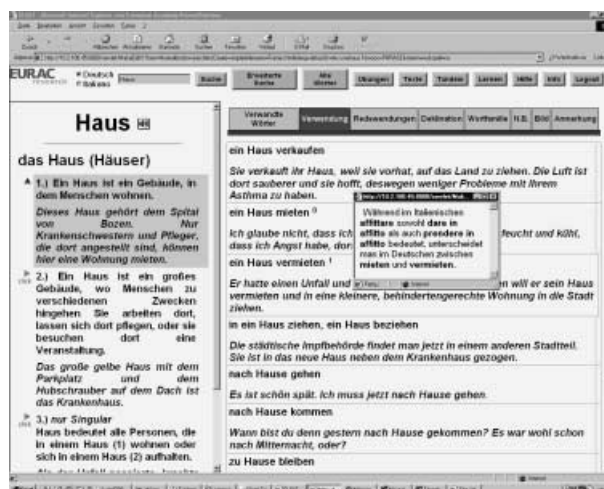 EURAC
Deutsch
Italiano
Haus
Suche
Erweiterte Suche
Alle Wörter
Übungen
Texte
Tandem
Lernen
Hilfe
Info
Logout
Haus
das Haus (Häuser)
1.) Ein Haus ist ein Gebäude, in
dem Menschen wohnen.
Dieses Haus gehört dem Spital
von Bozen. Nur
Krankenschwestern und Pfleger,
die dort angestellt sind, können
hier eine Wohnung mieten.
2.) Ein Haus ist ein großes
Gebäude, wo Menschen zu
verschiedenen Zwecken
hingehen Sie arbeiten dort,
lassen sich dort pflegen, oder sie
besuchen dort eine
Veranstaltung.
Das große gelbe Haus mit dem
Parkplatz und dem
Hubschrauber auf dem Dach ist
das Krankenhaus.
3.) nur Singular
Haus bedeutet alle Personen, die
in einem Haus (1) wohnen oder
sich in einem Haus (2) aufhalten.
Verwandte Wörter
Verwendung
Redewendungen
Deklination
Wortfamilie
N.B.
Bild
Anmerkung
ein Haus verkaufen
Sie verkauft ihr Haus, weil sie vorhat, auf das Land zu ziehen. Die Luft ist
dort sauberer und sie hofft, deswegen weniger Probleme mit ihrem
Asthma zu haben.
ein Haus mieten
Ich glaube nicht, dass ich
feucht und kühl,
dass ich Angst habe,
ein Haus vermieten
Er hatte einen Unfall und
will er sein Haus
vermieten und in eine kleinere, behindertengerechte Wohnung in die Stadt
ziehen.
Während im Italienischen
affittare sowohl dare in
affitto als auch prendere in
affitto bedeutet, unterscheidet
man im Deutschen zwischen
mieten und vermieten.
in ein Haus ziehen, ein Haus beziehen
Die städtische Impfbehörde findet man jetzt in einem anderen Stadtteil.
Sie ist in das neue Haus neben dem Krankenhaus gezogen.
nach Hause gehen
Es ist schön spät. Ich muss jetzt nach Hause gehen.
nach Hause kommen
Wann bist du denn gestern nach Hause gekommen? Es war wohl schon
nach Mitternacht, oder?
zu Hause bleiben